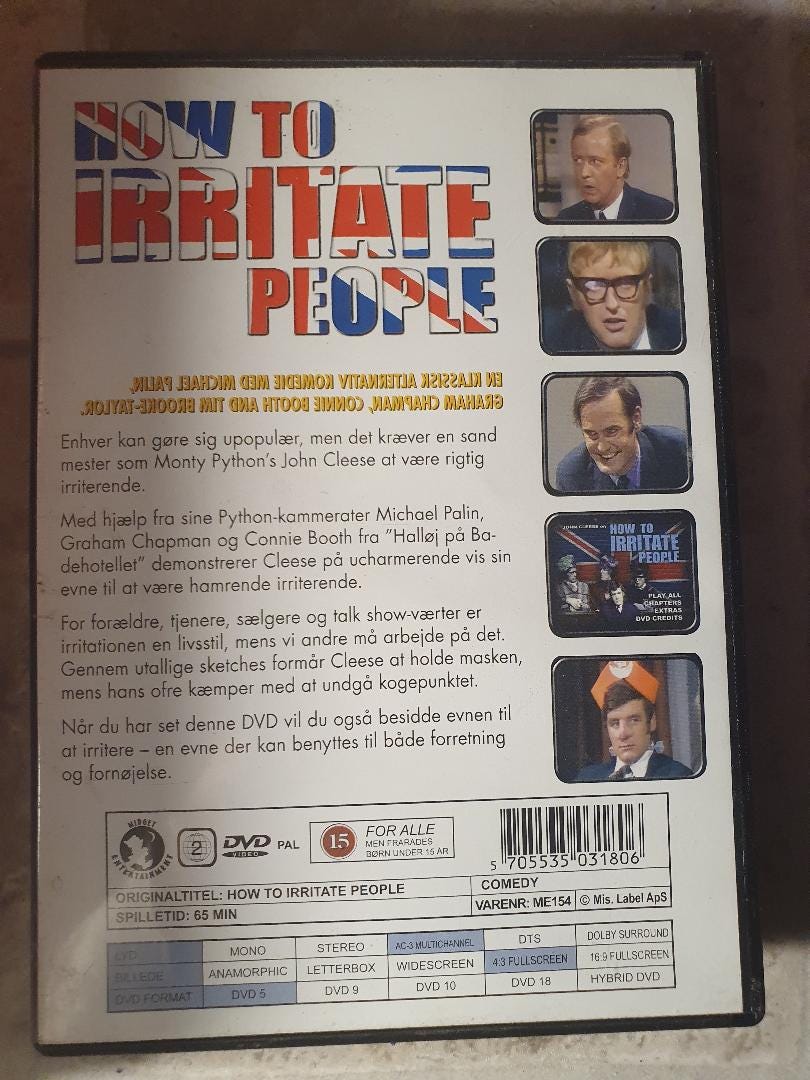 HOW TO
IRRITATE
PEOPLE
EN KLASSISK ALTERNATIV KOMEDIE MED MICHAEL PALIN,
GRAHAM CHAPMAN, CONNIE BOOTH AND TIM BROOKE-TAYLOR.
Enhver kan gøre sig upopulær, men det kræver en sand
mester som Monty Python's John Cleese at være rigtig
irriterende.
Med hjælp fra sine Python-kammerater Michael Palin,
Graham Chapman og Connie Booth fra "Halløj på Ba-
dehotellet" demonstrerer Cleese på ucharmerende vis sin
evne til at være hamrende irriterende.
For forældre, tjenere, sælgere og talk show-værter er
irritationen en livsstil, mens vi andre må arbejde på det.
Gennem utallige sketches formår Cleese at holde masken,
mens hans ofre kæmper med at undgå kogepunktet.
Når du har set denne DVD vil du også besidde evnen til
at irritere – en evne der kan benyttes til både forretning
og fornøjelse.
JOHN CLEESE on HOW TO
IRRITATE
PEOPLE
PLAY ALL
CHAPTERS
EXTRAS
DVD CREDITS
MIDGET
ENTERTAINMENT
2
DVD
VIDEO
PAL
15
FOR ALLE
MEN FRARÅDES
BØRN UNDER 15 ÅR
5 705535 031806
ORIGINALTITEL: HOW TO IRRITATE PEOPLE
COMEDY
SPILLETID: 65 MIN
VARENR: ME154 © Mis. Label ApS
LYD MONO STEREO AC-3 MULTICHANNEL DTS DOLBY SURROUND
BILLEDE ANAMORPHIC LETTERBOX WIDESCREEN 4:3 FULLSCREEN 16:9 FULLSCREEN
DVD FORMAT DVD 5 DVD 9 DVD 10 DVD 18 HYBRID DVD